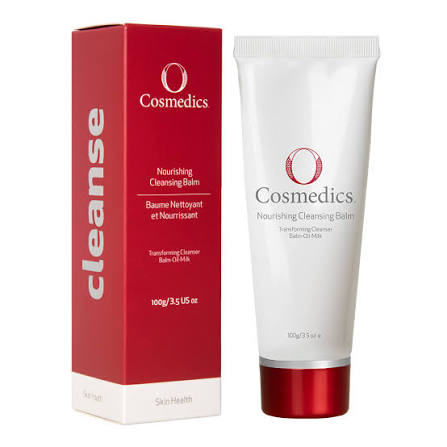 cleanse
O
Cosmedics
Nourishing
Cleansing Balm
Baume Nettoyant
et Nourrissant
Transforming Cleanser
Balm-Oil-Milk
100g/3.5 US oz
Skin Health
O
Cosmedics
Nourishing Cleansing Balm
Transforming Cleanser
Balm-Oil-Milk
100g/3.5 oz e